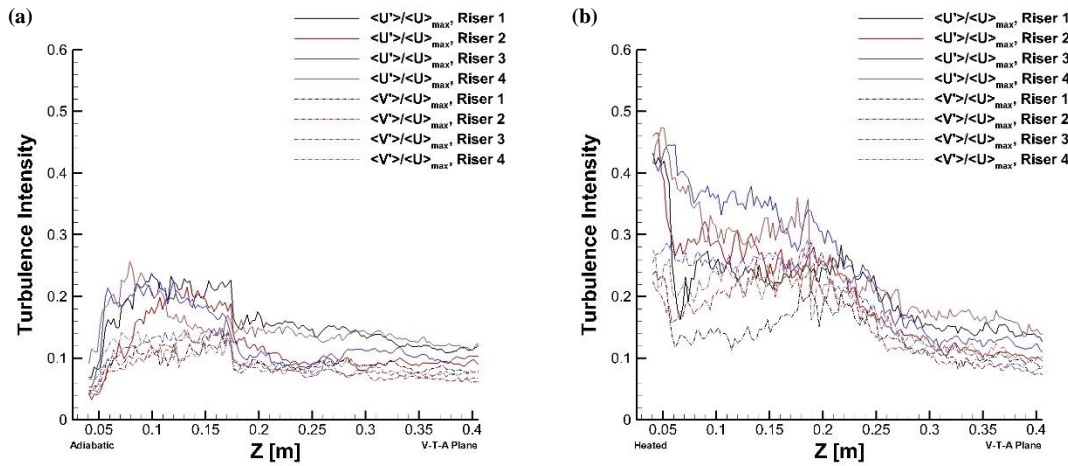 (a)
<U'>/<U>max, Riser 1
<U'>/<U>max, Riser 2
<U'>/<U>max, Riser 3
<U'>/<U>max, Riser 4
<V'>/<U>max, Riser 1
<V'>/<U>max, Riser 2
<V'>/<U>max, Riser 3
<V'>/<U>max, Riser 4
0.6
0.5
0.4
0.3
0.2
0.1
0
Turbulence Intensity
0.05 0.1 0.15 0.2 0.25 0.3 0.35 0.4
Adiabatic Z [m] V-T-A Plane
(b)
<U'>/<U>max, Riser 1
<U'>/<U>max, Riser 2
<U'>/<U>max, Riser 3
<U'>/<U>max, Riser 4
<V'>/<U>max, Riser 1
<V'>/<U>max, Riser 2
<V'>/<U>max, Riser 3
<V'>/<U>max, Riser 4
0.6
0.5
0.4
0.3
0.2
0.1
0
Turbulence Intensity
0.05 0.1 0.15 0.2 0.25 0.3 0.35 0.4
Heated Z [m] V-T-A Plane